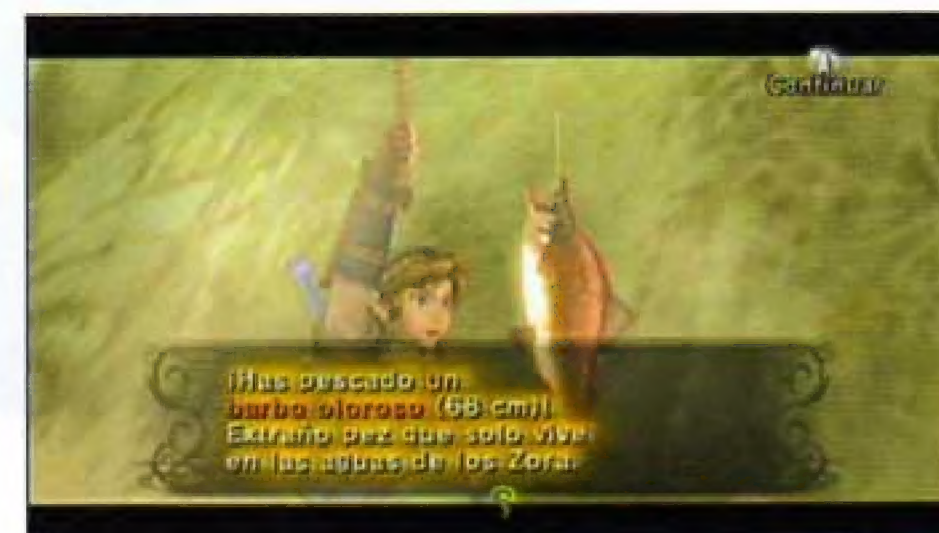 Continuar
¡Has pescado un
barbo oloroso (68 cm)!
Extraño pez que solo vive
en las aguas de los Zora.